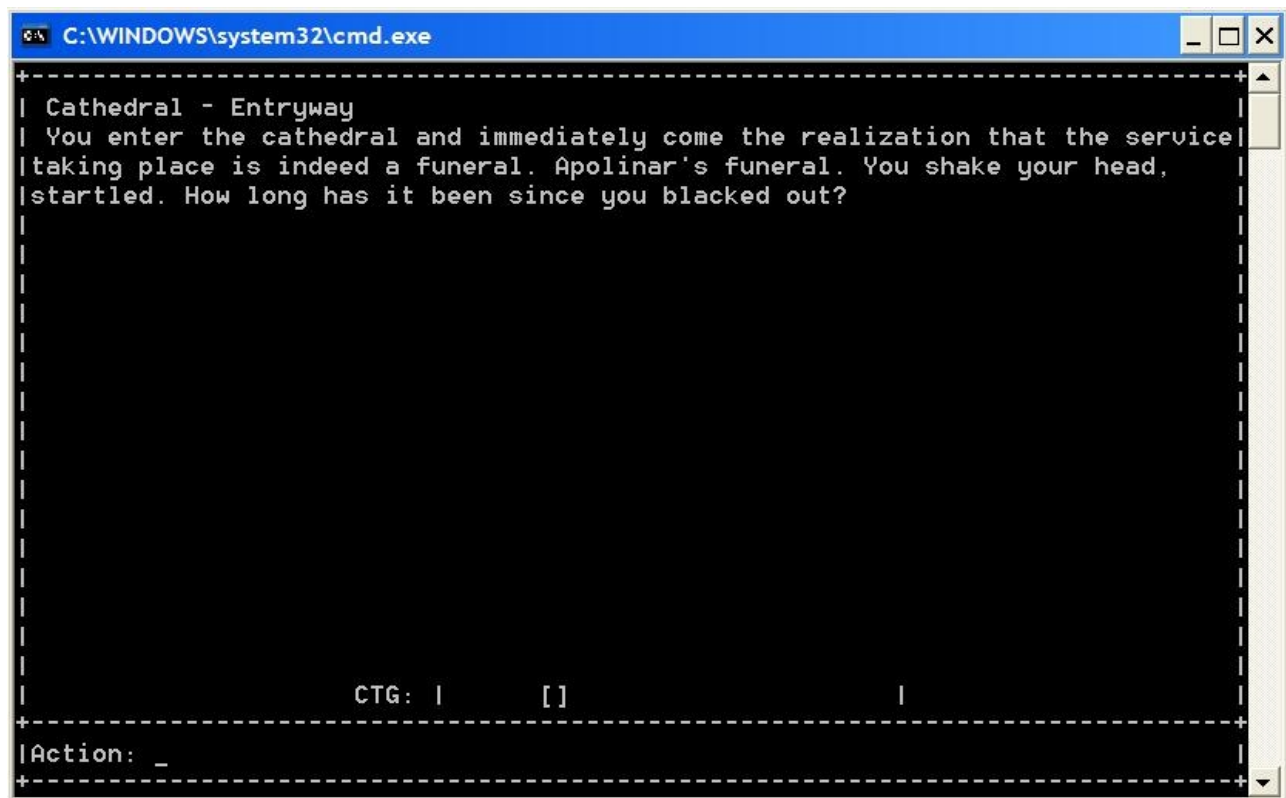 C:\WINDOWS\system32\cmd.exe
Cathedral - Entryway
You enter the cathedral and immediately come the realization that the service
taking place is indeed a funeral. Apolinar's funeral. You shake your head,
startled. How long has it been since you blacked out?
CTG: | [] |
Action: _